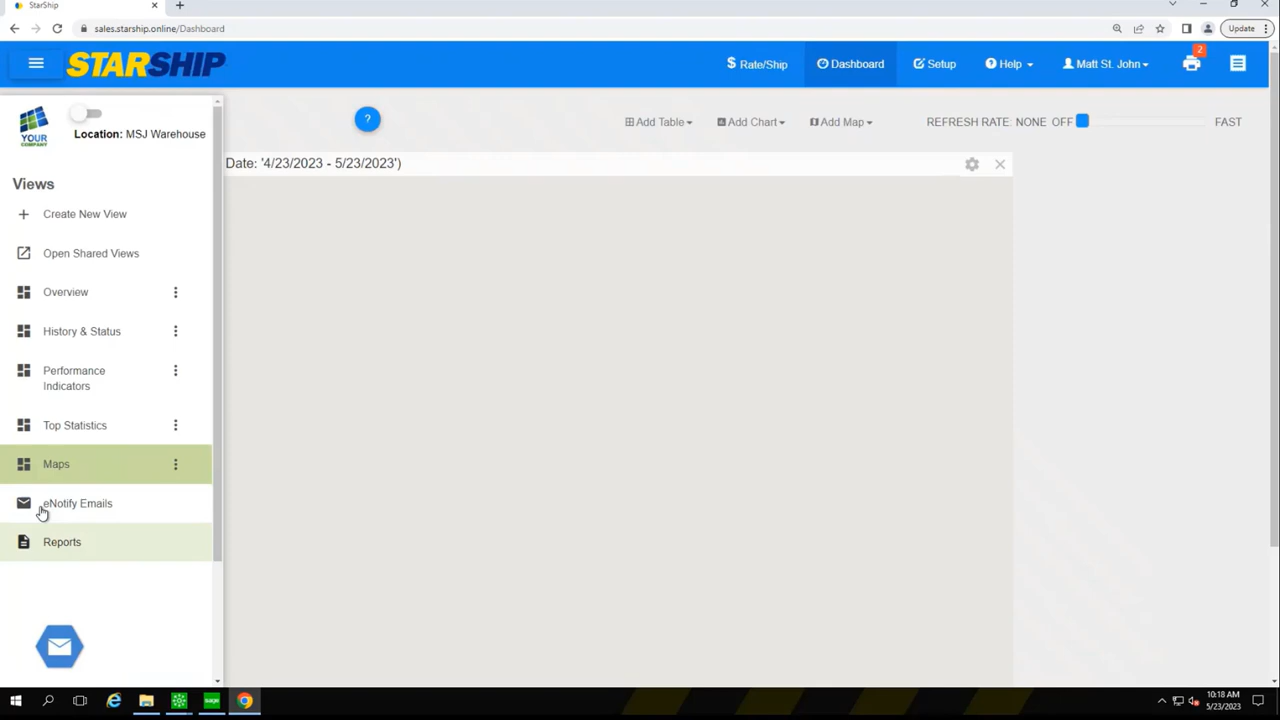 StarShip
sales.starship.online/Dashboard
Update
STARSHIP
$ Rate/Ship
Dashboard
Setup
? Help
Matt St. John
2
YOUR
COMPANY
Location: MSJ Warehouse
?
Add Table
Add Chart
Add Map
REFRESH RATE: NONE OFF
FAST
Date: '4/23/2023 - 5/23/2023')
Views
Create New View
Open Shared Views
Overview
History & Status
Performance
Indicators
Top Statistics
Maps
eNotify Emails
Reports
sage
10:18 AM
5/23/2023